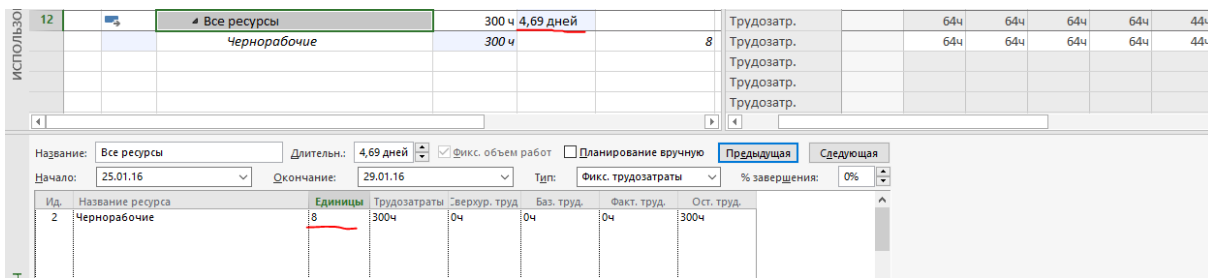 ИСПОЛЬЗО
12 Все ресурсы 300 ч 4,69 дней Трудозатр. 64ч 64ч 64ч 64ч 44ч
Чернорабочие 300 ч 8 Трудозатр. 64ч 64ч 64ч 64ч 44ч
Трудозатр.
Трудозатр.
Трудозатр.
Название: Все ресурсы Длительн.: 4,69 дней Фикс. объем работ Планирование вручную Предыдущая Следующая
Начало: 25.01.16 Окончание: 29.01.16 Тип: Фикс. трудозатраты % завершения: 0%
Ид. Название ресурса Единицы Трудозатраты Сверхур. труд Баз. труд. Факт. труд. Ост. труд.
2 Чернорабочие 8 300ч 0ч 0ч 0ч 300ч